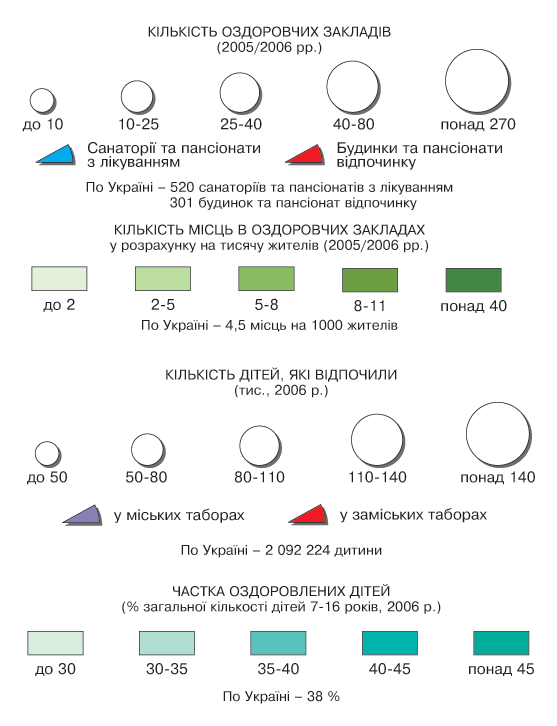 КІЛЬКІСТЬ ОЗДОРОВЧИХ ЗАКЛАДІВ
(2005/2006 рр.)
до 10 10-25 25-40 40-80 понад 270
Санаторії та пансіонати
з лікуванням
Будинки та пансіонати
відпочинку
По Україні – 520 санаторіїв та пансіонатів з лікуванням
301 будинок та пансіонат відпочинку
КІЛЬКІСТЬ МІСЦЬ В ОЗДОРОВЧИХ ЗАКЛАДАХ
у розрахунку на тисячу жителів (2005/2006 рр.)
до 2 2-5 5-8 8-11 понад 40
По Україні – 4,5 місць на 1000 жителів
КІЛЬКІСТЬ ДІТЕЙ, ЯКІ ВІДПОЧИЛИ
(тис., 2006 р.)
до 50 50-80 80-110 110-140 понад 140
у міських таборах у заміських таборах
По Україні – 2 092 224 дитини
ЧАСТКА ОЗДОРОВЛЕНИХ ДІТЕЙ
(% загальної кількості дітей 7-16 років, 2006 р.)
до 30 30-35 35-40 40-45 понад 45
По Україні – 38 %